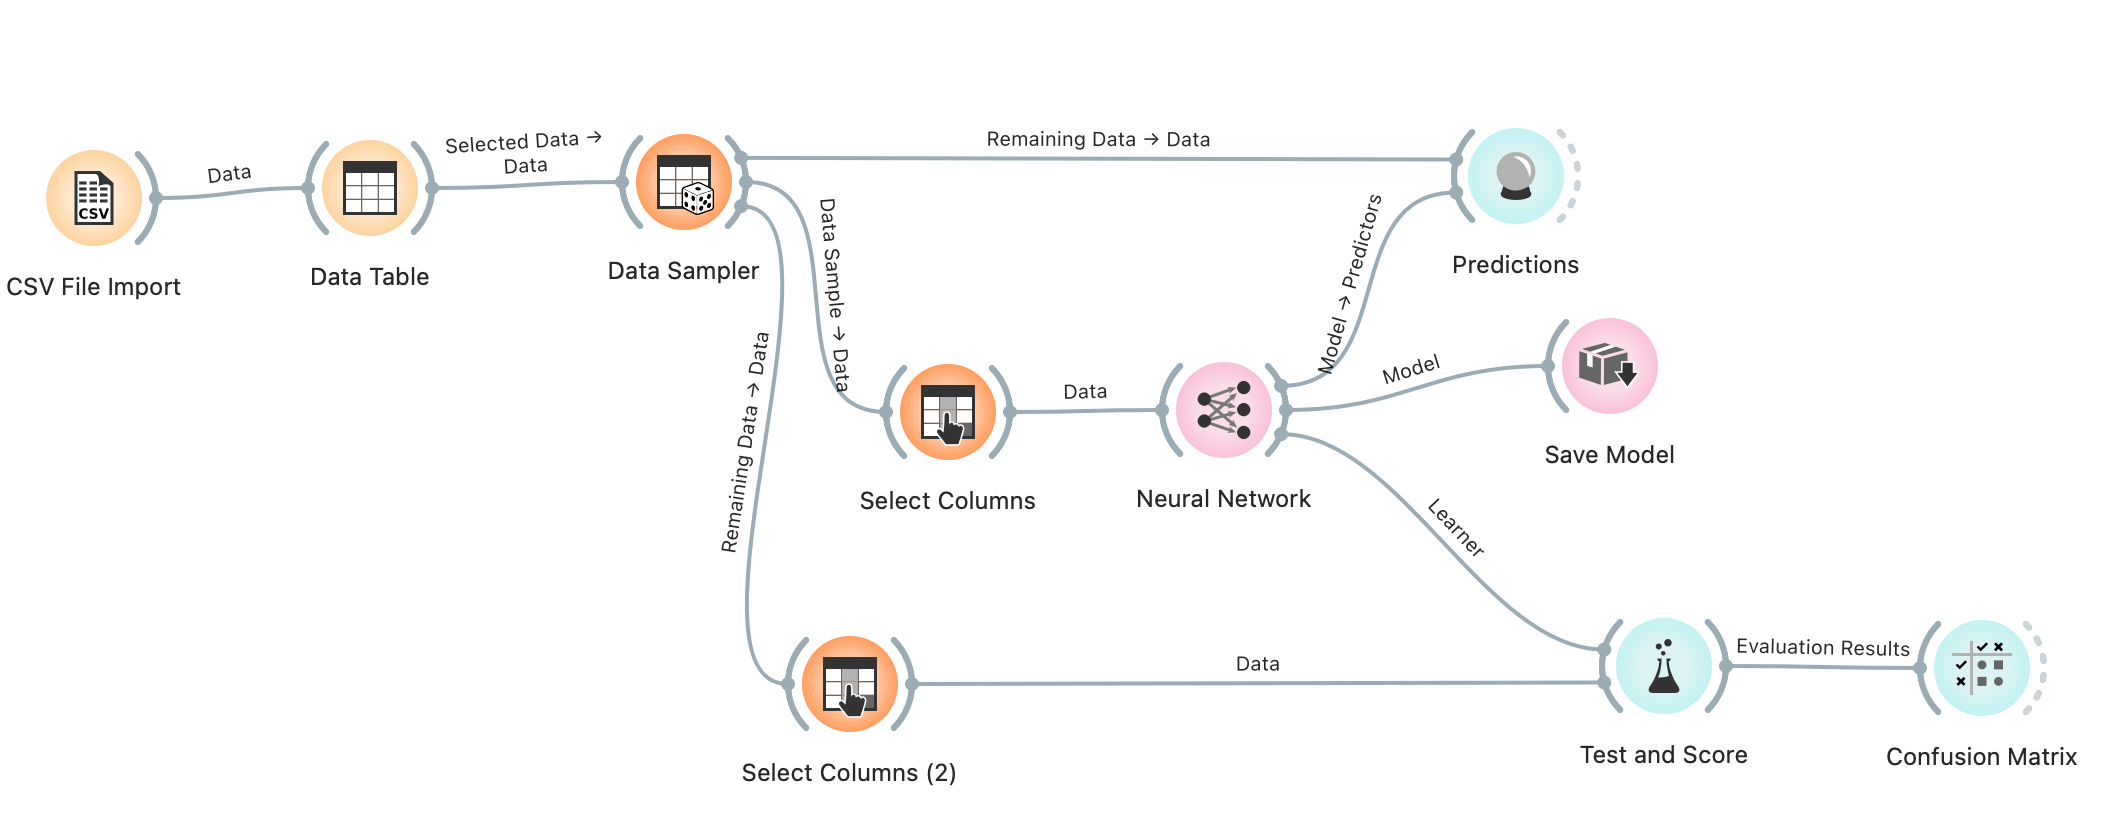 Data
Selected Data →
Data
Remaining Data → Data
CSV
CSV File Import
Data Table
Data Sampler
Predictions
Data Sample → Data
Model → Predictors
Remaining Data → Data
Data
Model
Select Columns
Neural Network
Save Model
Learner
Data
Evaluation Results
Select Columns (2)
Test and Score
Confusion Matrix